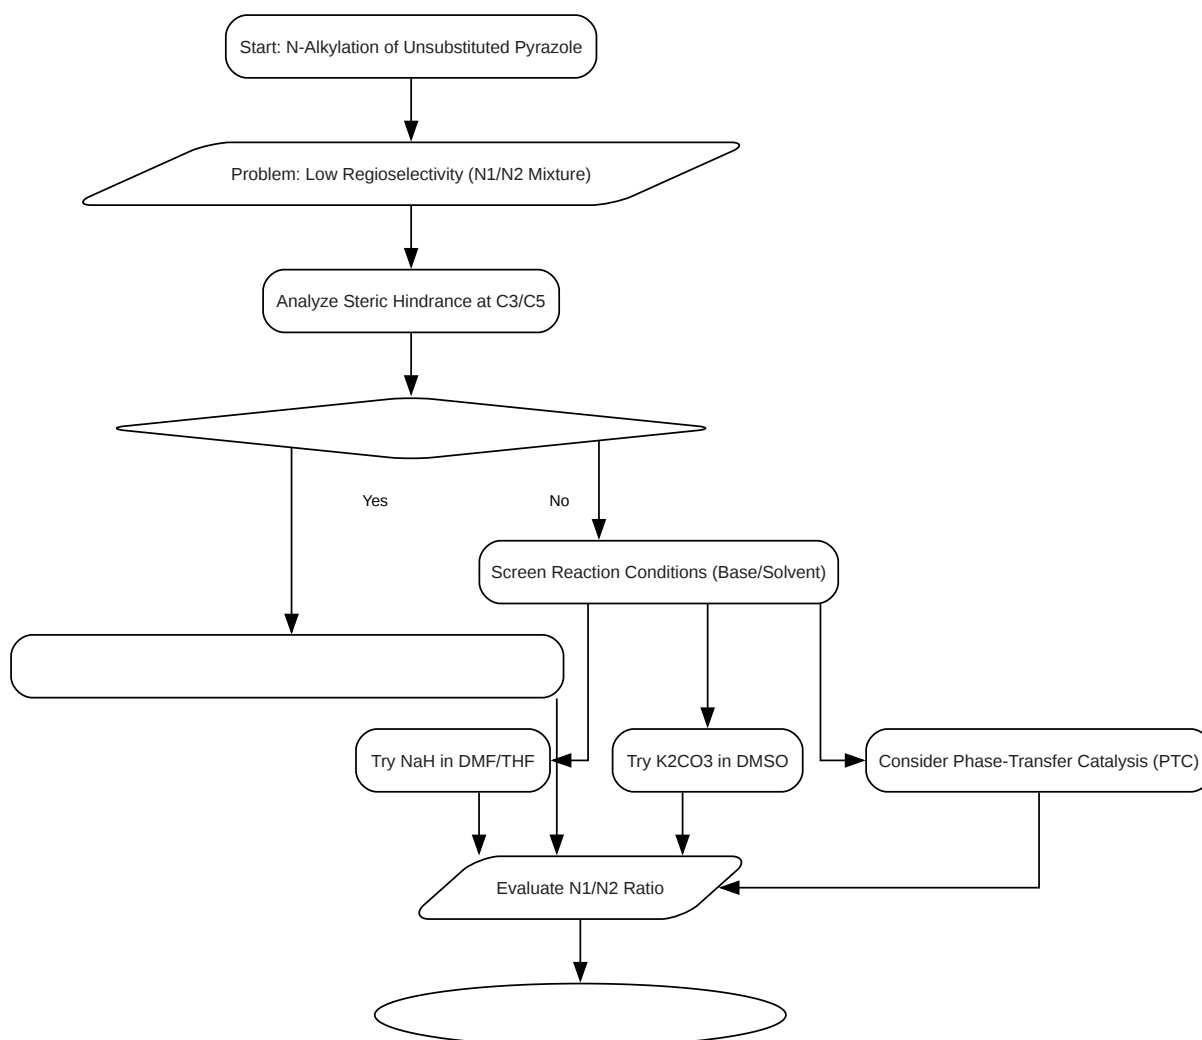 Start: N-Alkylation of Unsubstituted Pyrazole
Problem: Low Regioselectivity (N1/N2 Mixture)
Analyze Steric Hindrance at C3/C5
Yes
No
Screen Reaction Conditions (Base/Solvent)
Try NaH in DMF/THF
Try K2CO3 in DMSO
Consider Phase-Transfer Catalysis (PTC)
Evaluate N1/N2 Ratio